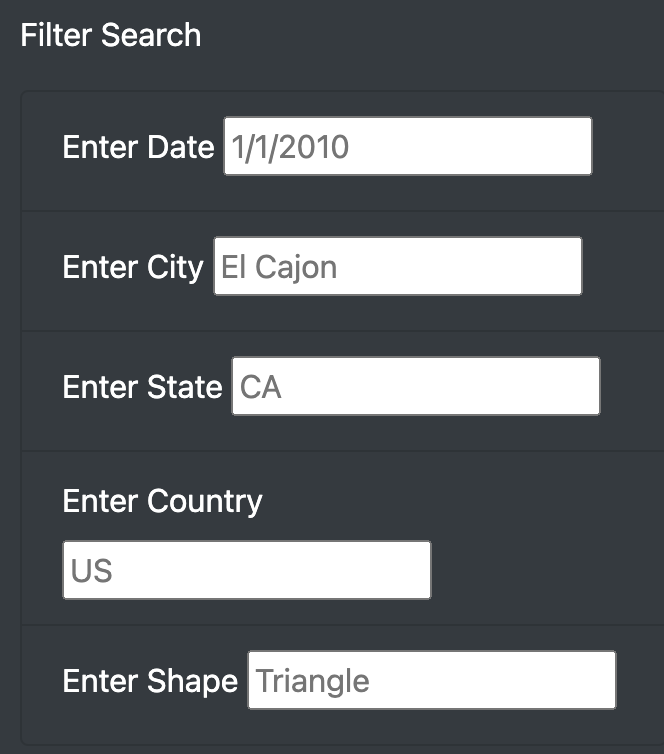 Filter Search
Enter Date 1/1/2010
Enter City El Cajon
Enter State CA
Enter Country
US
Enter Shape Triangle